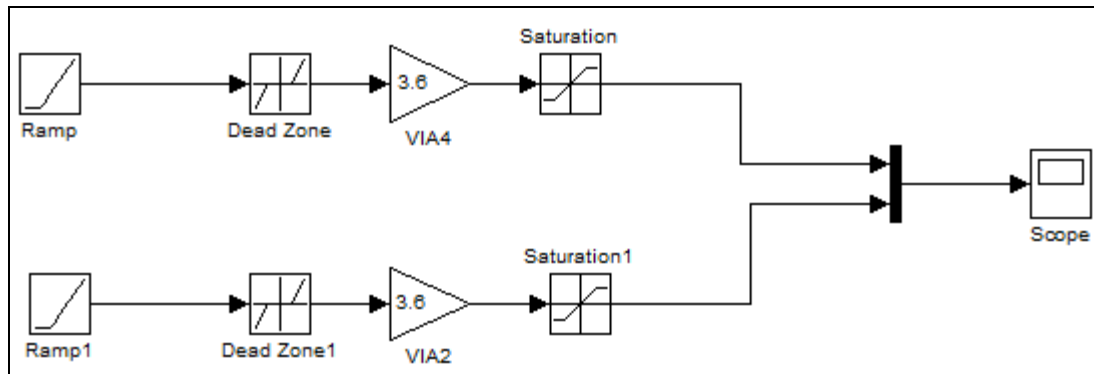 Saturation
3.6
Ramp
Dead Zone
VIA4
Scope
Saturation1
3.6
Ramp1
Dead Zone1
VIA2